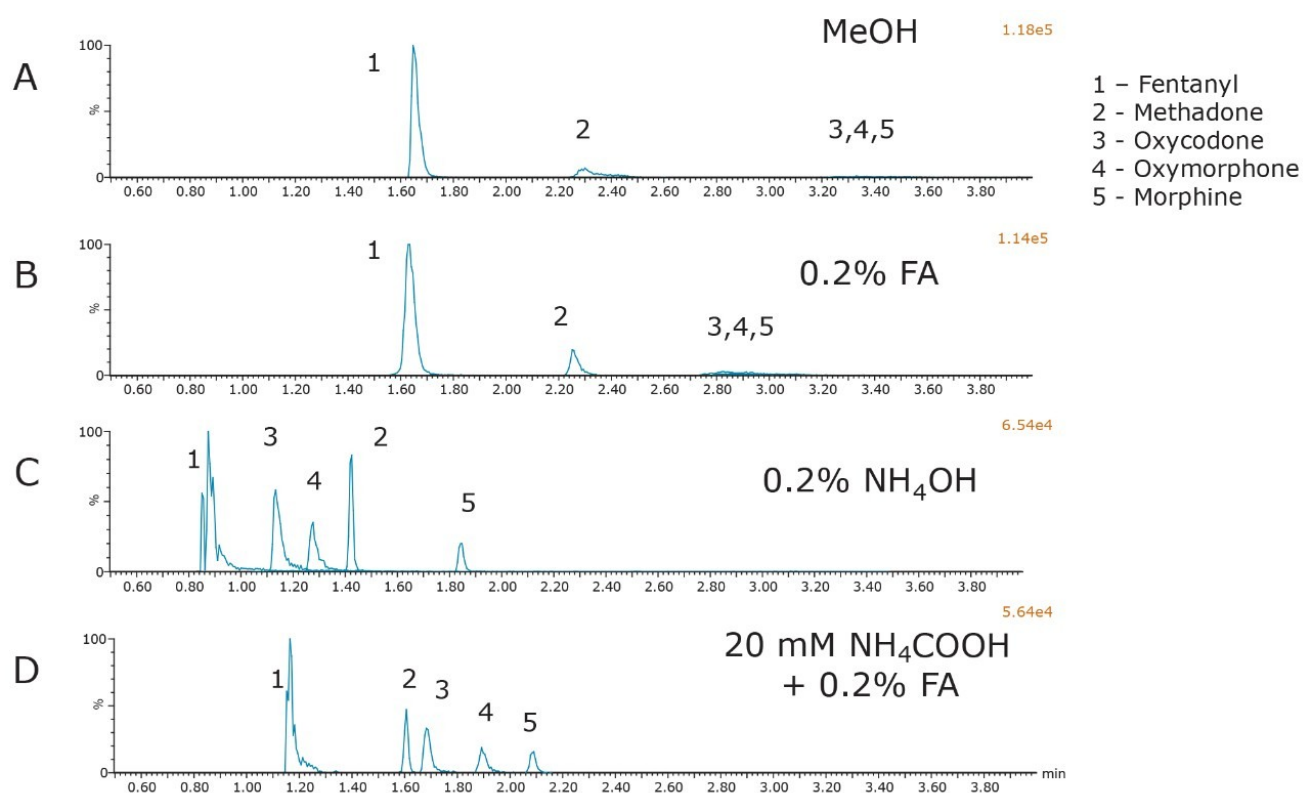 A
MeOH
1.18e5
100
%
0
1
2
3,4,5
0.60 0.80 1.00 1.20 1.40 1.60 1.80 2.00 2.20 2.40 2.60 2.80 3.00 3.20 3.40 3.60 3.80
1 – Fentanyl
2 - Methadone
3 - Oxycodone
4 - Oxymorphone
5 - Morphine
B
0.2% FA
1.14e5
100
%
0
1
2
3,4,5
0.60 0.80 1.00 1.20 1.40 1.60 1.80 2.00 2.20 2.40 2.60 2.80 3.00 3.20 3.40 3.60 3.80
C
0.2% NH₄OH
6.54e4
100
%
0
1
3
4
2
5
0.60 0.80 1.00 1.20 1.40 1.60 1.80 2.00 2.20 2.40 2.60 2.80 3.00 3.20 3.40 3.60 3.80
D
20 mM NH₄COOH
+ 0.2% FA
5.64e4
100
%
0
1
2
3
4
5
0.60 0.80 1.00 1.20 1.40 1.60 1.80 2.00 2.20 2.40 2.60 2.80 3.00 3.20 3.40 3.60 3.80 min